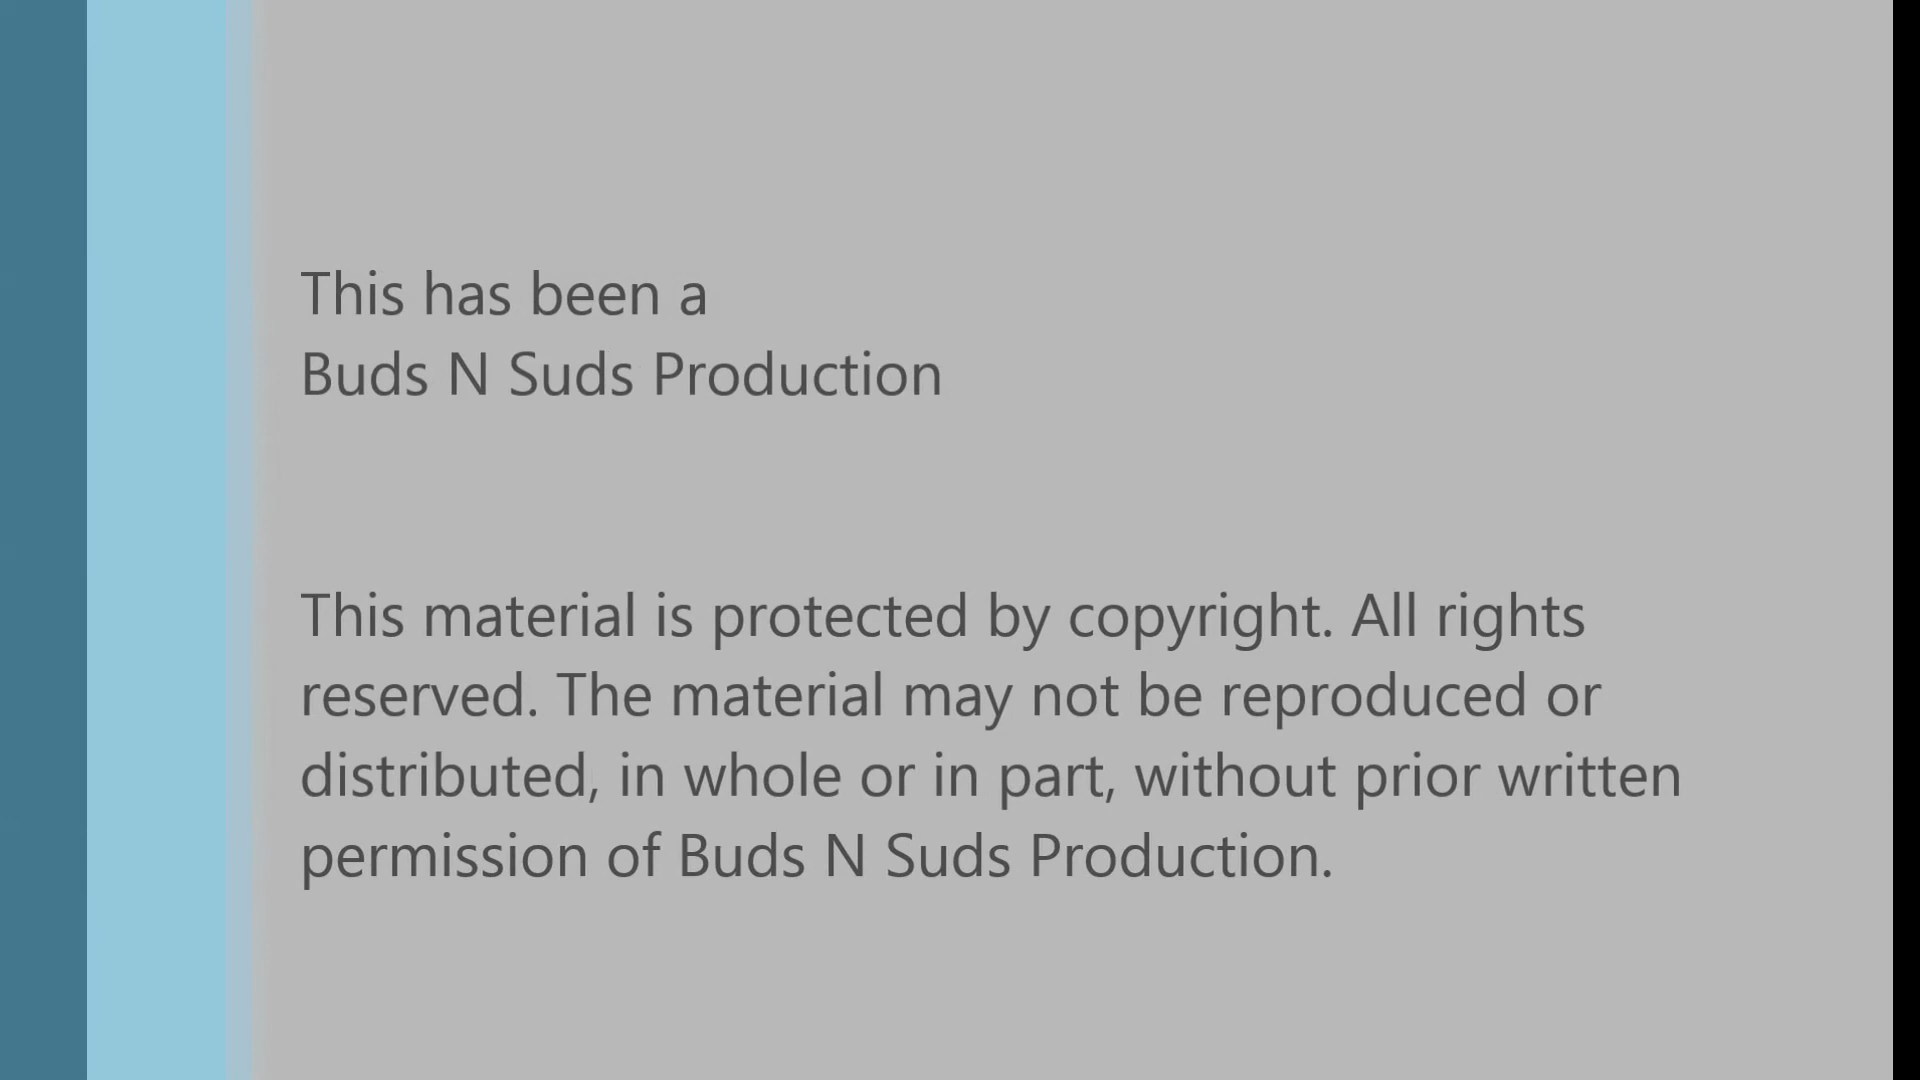 This has been a
Buds N Suds Production
This material is protected by copyright. All rights
reserved. The material may not be reproduced or
distributed, in whole or in part, without prior written
permission of Buds N Suds Production.